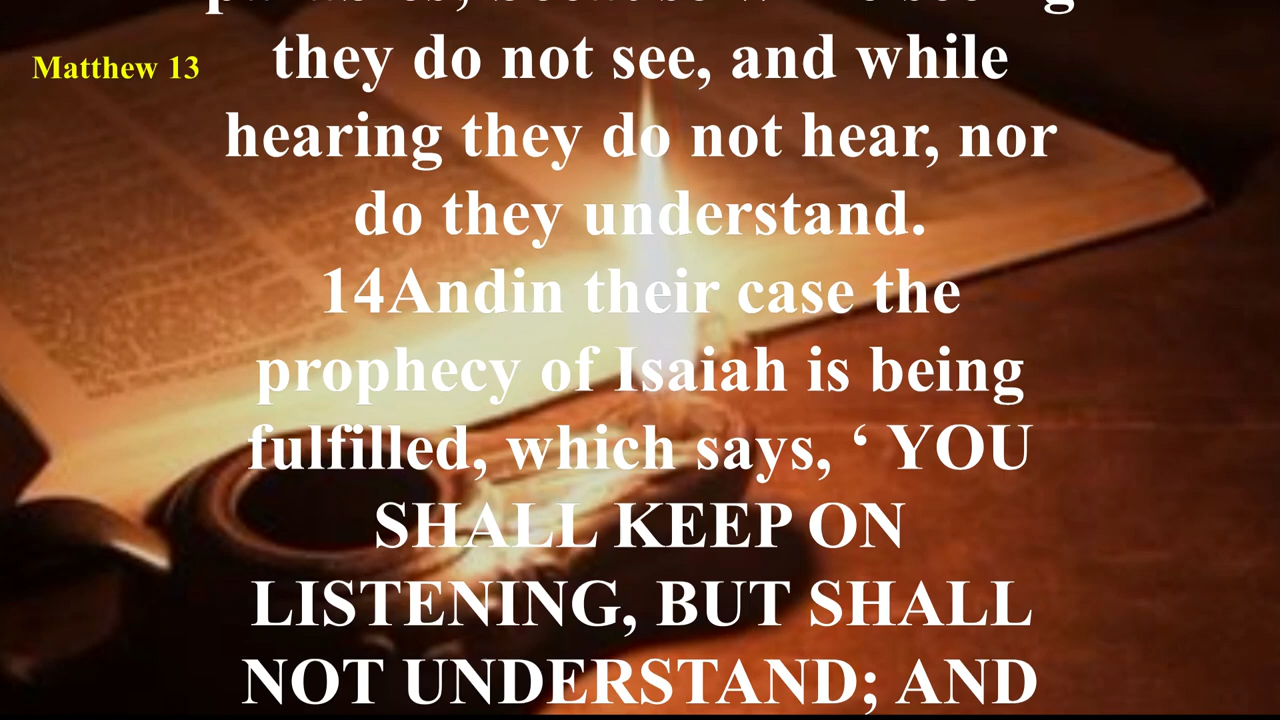 Matthew 13
they do not see, and while
hearing they do not hear, nor
do they understand.
14Andin their case the
prophecy of Isaiah is being
fulfilled, which says, ‘ YOU
SHALL KEEP ON
LISTENING, BUT SHALL
NOT UNDERSTAND; AND